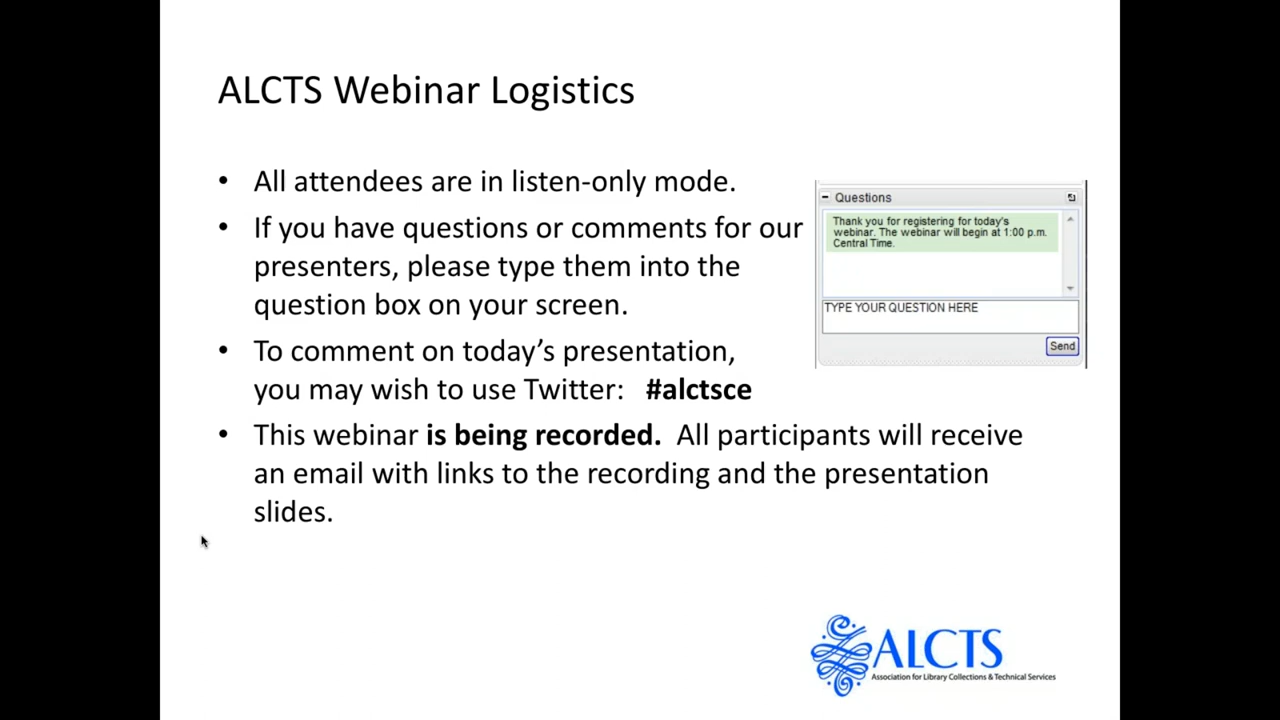 ALCTS Webinar Logistics
• All attendees are in listen-only mode.
• If you have questions or comments for our
presenters, please type them into the
question box on your screen.
• To comment on today’s presentation,
you may wish to use Twitter: #alctsce
• This webinar is being recorded. All participants will receive
an email with links to the recording and the presentation
slides.
Questions
Thank you for registering for today's
webinar. The webinar will begin at 1:00 p.m.
Central Time.
TYPE YOUR QUESTION HERE
Send
ALCTS
Association for Library Collections & Technical Services